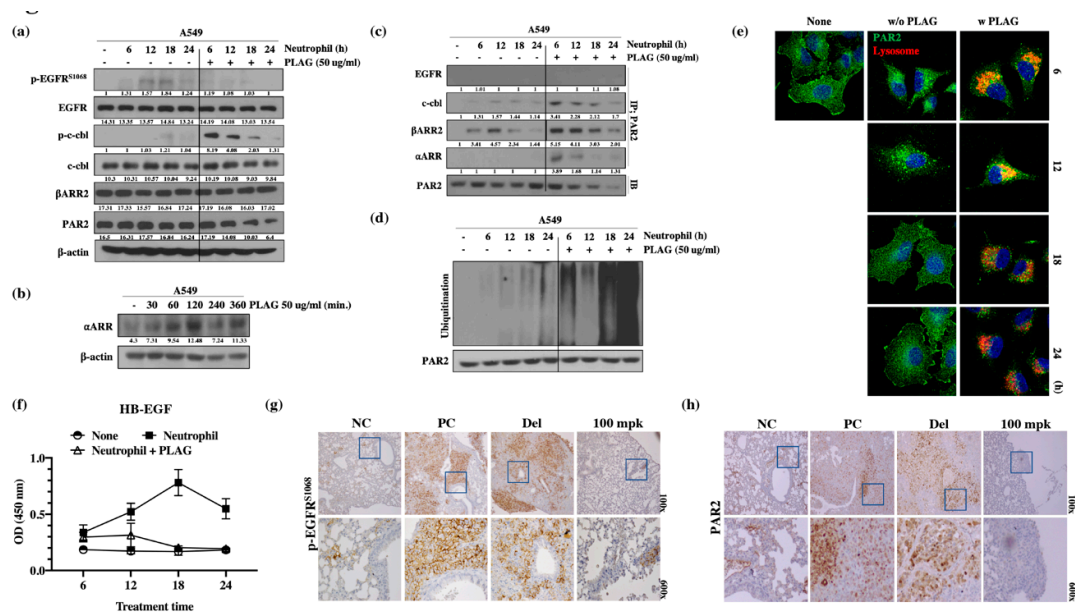 (a)
A549
- 6 12 18 24 6 12 18 24 Neutrophil (h)
- - - - - + + + + PLAG (50 ug/ml)
p-EGFRS1068
1 1.31 1.57 1.84 1.24 1.19 1.08 1.03 1
EGFR
14.31 13.35 13.57 14.84 13.24 14.19 14.08 13.03 13.54
p-c-cbl
1 1 1.03 1.21 1.04 8.19 4.08 2.03 1.31
c-cbl
10.3 10.31 10.57 10.04 9.24 10.19 10.08 9.03 9.84
βARR2
17.31 17.33 15.57 16.84 17.24 17.19 16.08 16.03 17.02
PAR2
16.5 16.31 17.57 16.84 16.24 17.19 14.08 10.03 6.4
β-actin
(b)
A549
- 30 60 120 240 360 PLAG 50 ug/ml (min.)
αARR
4.3 7.31 9.54 12.48 7.24 11.33
β-actin
(c)
A549
- 6 12 18 24 6 12 18 24 Neutrophil (h)
- - - - - + + + + PLAG (50 ug/ml)
EGFR
1 1.01 1 1 1 1 1 1.1 1.08
c-cbl
1 1.31 1.57 1.44 1.14 3.41 2.28 2.12 1.7
βARR2
1 3.41 4.57 2.34 1.44 5.15 4.11 3.03 2.01
αARR
1 1 1 1 1 3.89 1.68 1.14 1.31
PAR2
IP; PAR2
IB
(d)
A549
- 6 12 18 24 6 12 18 24 Neutrophil (h)
- - - - - + + + + PLAG (50 ug/ml)
Ubiquitination
PAR2
(e)
None w/o PLAG w PLAG
PAR2
Lysosome
6
12
18
24
(h)
(f)
HB-EGF
None Neutrophil
Neutrophil + PLAG
OD (450 nm)
1.0
0.5
0.0
6 12 18 24
Treatment time
(g)
NC PC Del 100 mpk
p-EGFRS1068
100x
600x
(h)
NC PC Del 100 mpk
PAR2
100x
600x